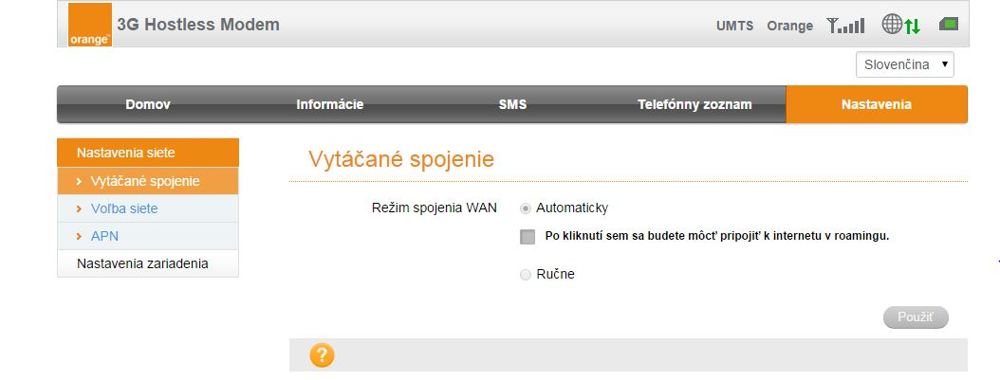 orange™ 3G Hostless Modem UMTS Orange
Slovenčina
Domov Informácie SMS Telefónny zoznam Nastavenia
Nastavenia siete
Vytáčané spojenie
Voľba siete
APN
Nastavenia zariadenia
Vytáčané spojenie
Režim spojenia WAN Automaticky
Po kliknutí sem sa budete môcť pripojiť k internetu v roamingu.
Ručne
Použiť
?